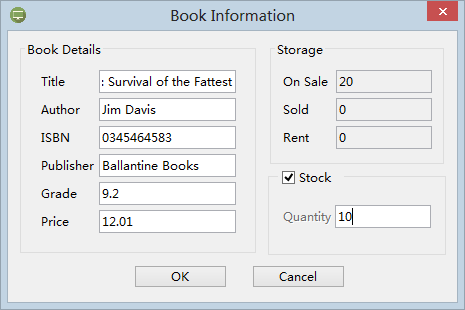 Book Information
Book Details
Title : Survival of the Fattest
Author Jim Davis
ISBN 0345464583
Publisher Ballantine Books
Grade 9.2
Price 12.01
Storage
On Sale 20
Sold 0
Rent 0
Stock
Quantity 10
OK Cancel